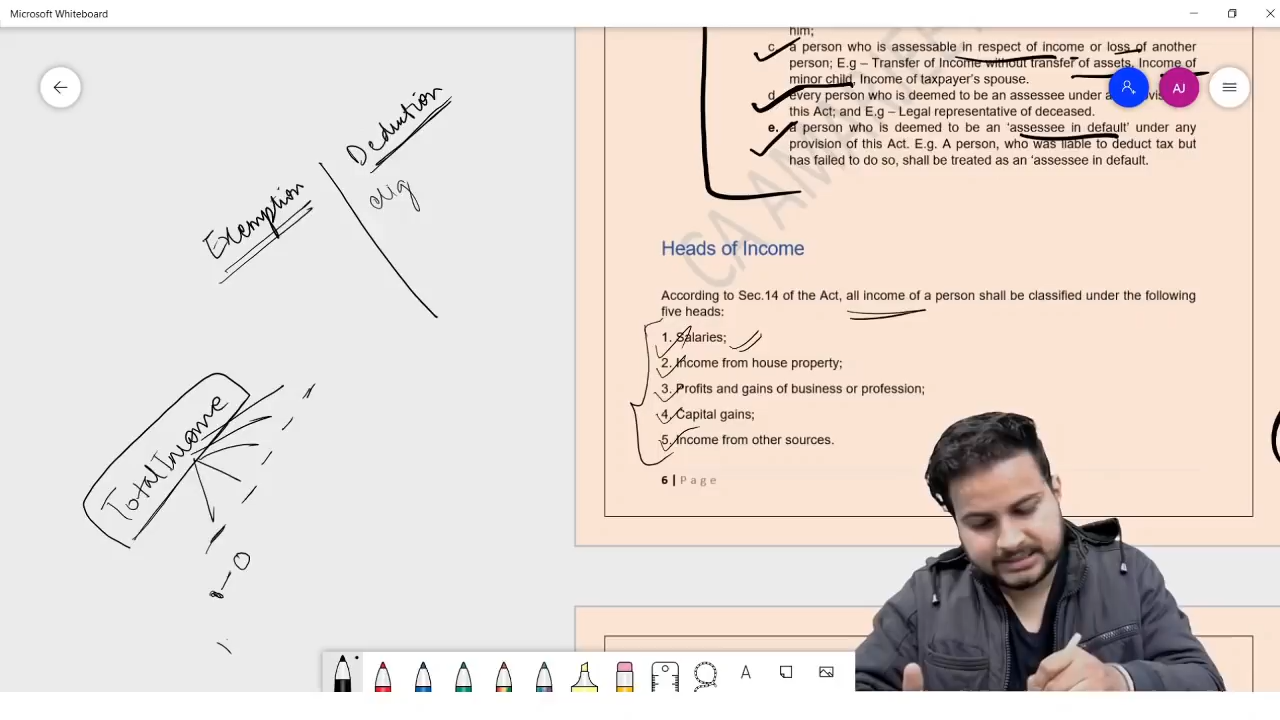 Microsoft Whiteboard
him;
c. a person who is assessable in respect of income or loss of another
person; E.g – Transfer of Income without transfer of assets, Income of
minor child, Income of taxpayer's spouse.
d. every person who is deemed to be an assessee under a
this Act; and E.g – Legal representative of deceased.
e. a person who is deemed to be an 'assessee in default' under any
provision of this Act. E.g. A person, who was liable to deduct tax but
has failed to do so, shall be treated as an 'assessee in default.
AJ
Deduction
Exemption
elig
Heads of Income
According to Sec.14 of the Act, all income of a person shall be classified under the following
five heads:
1. Salaries;
2. Income from house property;
3. Profits and gains of business or profession;
4. Capital gains;
5. Income from other sources.
6 | Page
Total Income
CA AMAN
A